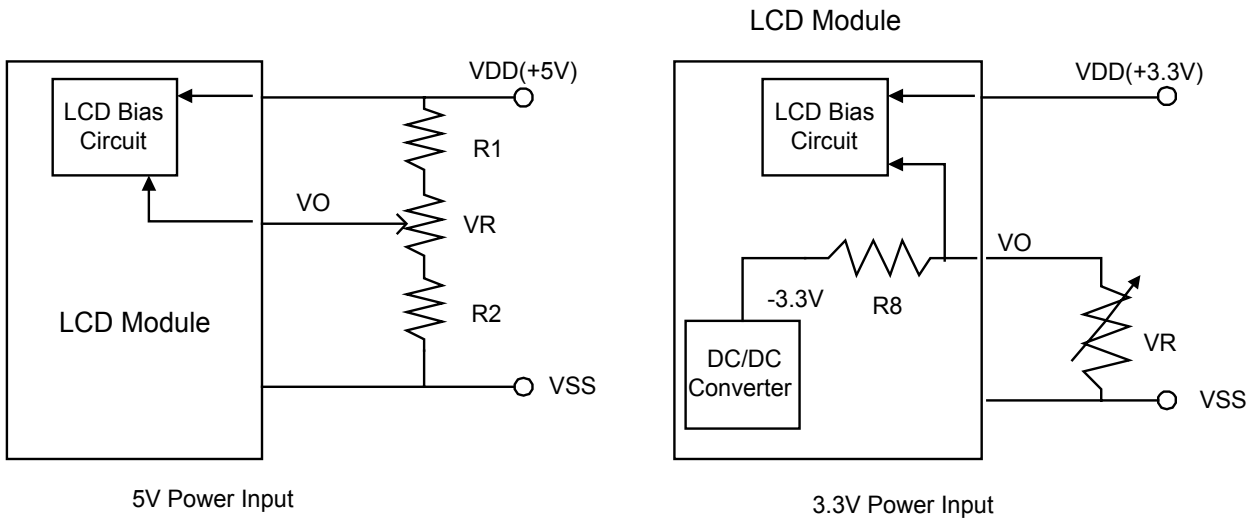 LCD Module
VDD(+5V)
LCD Bias
Circuit
R1
VO
VR
R2
LCD Module
VSS
5V Power Input
VDD(+3.3V)
LCD Bias
Circuit
VO
-3.3V
R8
VR
DC/DC
Converter
VSS
3.3V Power Input